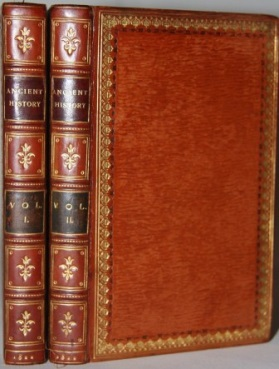 ANCIENT
HISTORY
VOL.
I.
ANCIENT
HISTORY
VOL.
II.